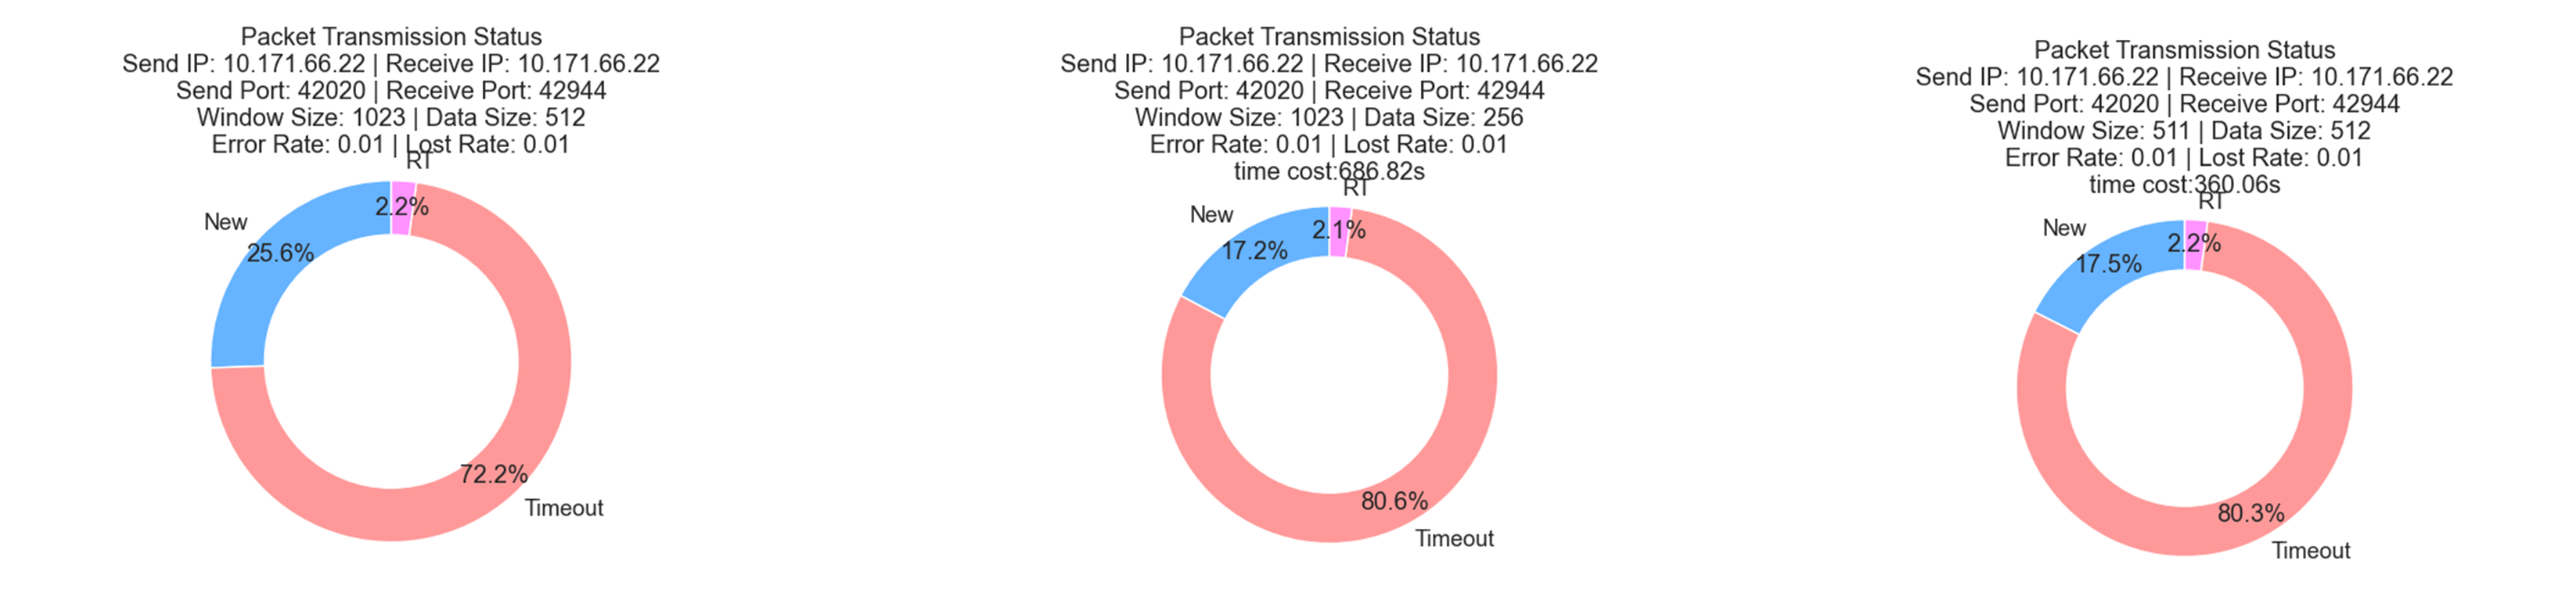 Packet Transmission Status
Send IP: 10.171.66.22 | Receive IP: 10.171.66.22
Send Port: 42020 | Receive Port: 42944
Window Size: 1023 | Data Size: 512
Error Rate: 0.01 | Lost Rate: 0.01
RT
2.2%
New
25.6%
72.2%
Timeout
Packet Transmission Status
Send IP: 10.171.66.22 | Receive IP: 10.171.66.22
Send Port: 42020 | Receive Port: 42944
Window Size: 1023 | Data Size: 256
Error Rate: 0.01 | Lost Rate: 0.01
time cost:686.82s
RT
New
2.1%
17.2%
80.6%
Timeout
Packet Transmission Status
Send IP: 10.171.66.22 | Receive IP: 10.171.66.22
Send Port: 42020 | Receive Port: 42944
Window Size: 511 | Data Size: 512
Error Rate: 0.01 | Lost Rate: 0.01
time cost:360.06s
RT
New
2.2%
17.5%
80.3%
Timeout